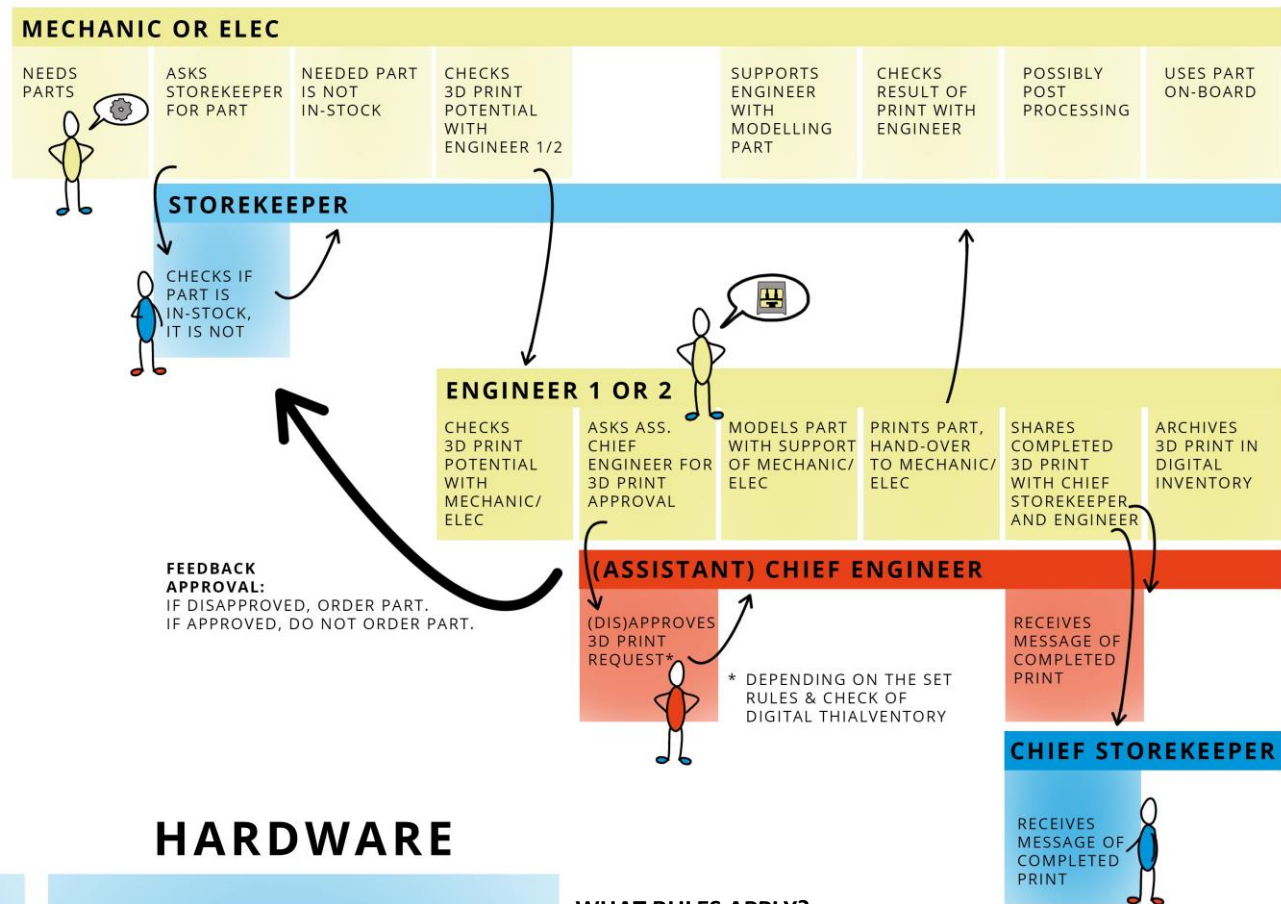 MECHANIC OR ELEC
NEEDS
PARTS
ASKS
STOREKEEPER
FOR PART
NEEDED PART
IS NOT
IN-STOCK
CHECKS
3D PRINT
POTENTIAL
WITH
ENGINEER 1/2
SUPPORTS
ENGINEER
WITH
MODELLING
PART
CHECKS
RESULT OF
PRINT WITH
ENGINEER
POSSIBLY
POST
PROCESSING
USES PART
ON-BOARD
STOREKEEPER
CHECKS IF
PART IS
IN-STOCK,
IT IS NOT
ENGINEER 1 OR 2
CHECKS
3D PRINT
POTENTIAL
WITH
MECHANIC/
ELEC
ASKS ASS.
CHIEF
ENGINEER FOR
3D PRINT
APPROVAL
MODELS PART
WITH SUPPORT
OF MECHANIC/
ELEC
PRINTS PART,
HAND-OVER
TO MECHANIC/
ELEC
SHARES
COMPLETED
3D PRINT
WITH CHIEF
STOREKEEPER
AND ENGINEER
ARCHIVES
3D PRINT IN
DIGITAL
INVENTORY
FEEDBACK
APPROVAL:
IF DISAPPROVED, ORDER PART.
IF APPROVED, DO NOT ORDER PART.
(ASSISTANT) CHIEF ENGINEER
(DIS)APPROVES
3D PRINT
REQUEST*
* DEPENDING ON THE SET
RULES & CHECK OF
DIGITAL THIALVENTORY
RECEIVES
MESSAGE OF
COMPLETED
PRINT
CHIEF STOREKEEPER
RECEIVES
MESSAGE OF
COMPLETED
PRINT
HARDWARE
WHAT RULES APPLY?